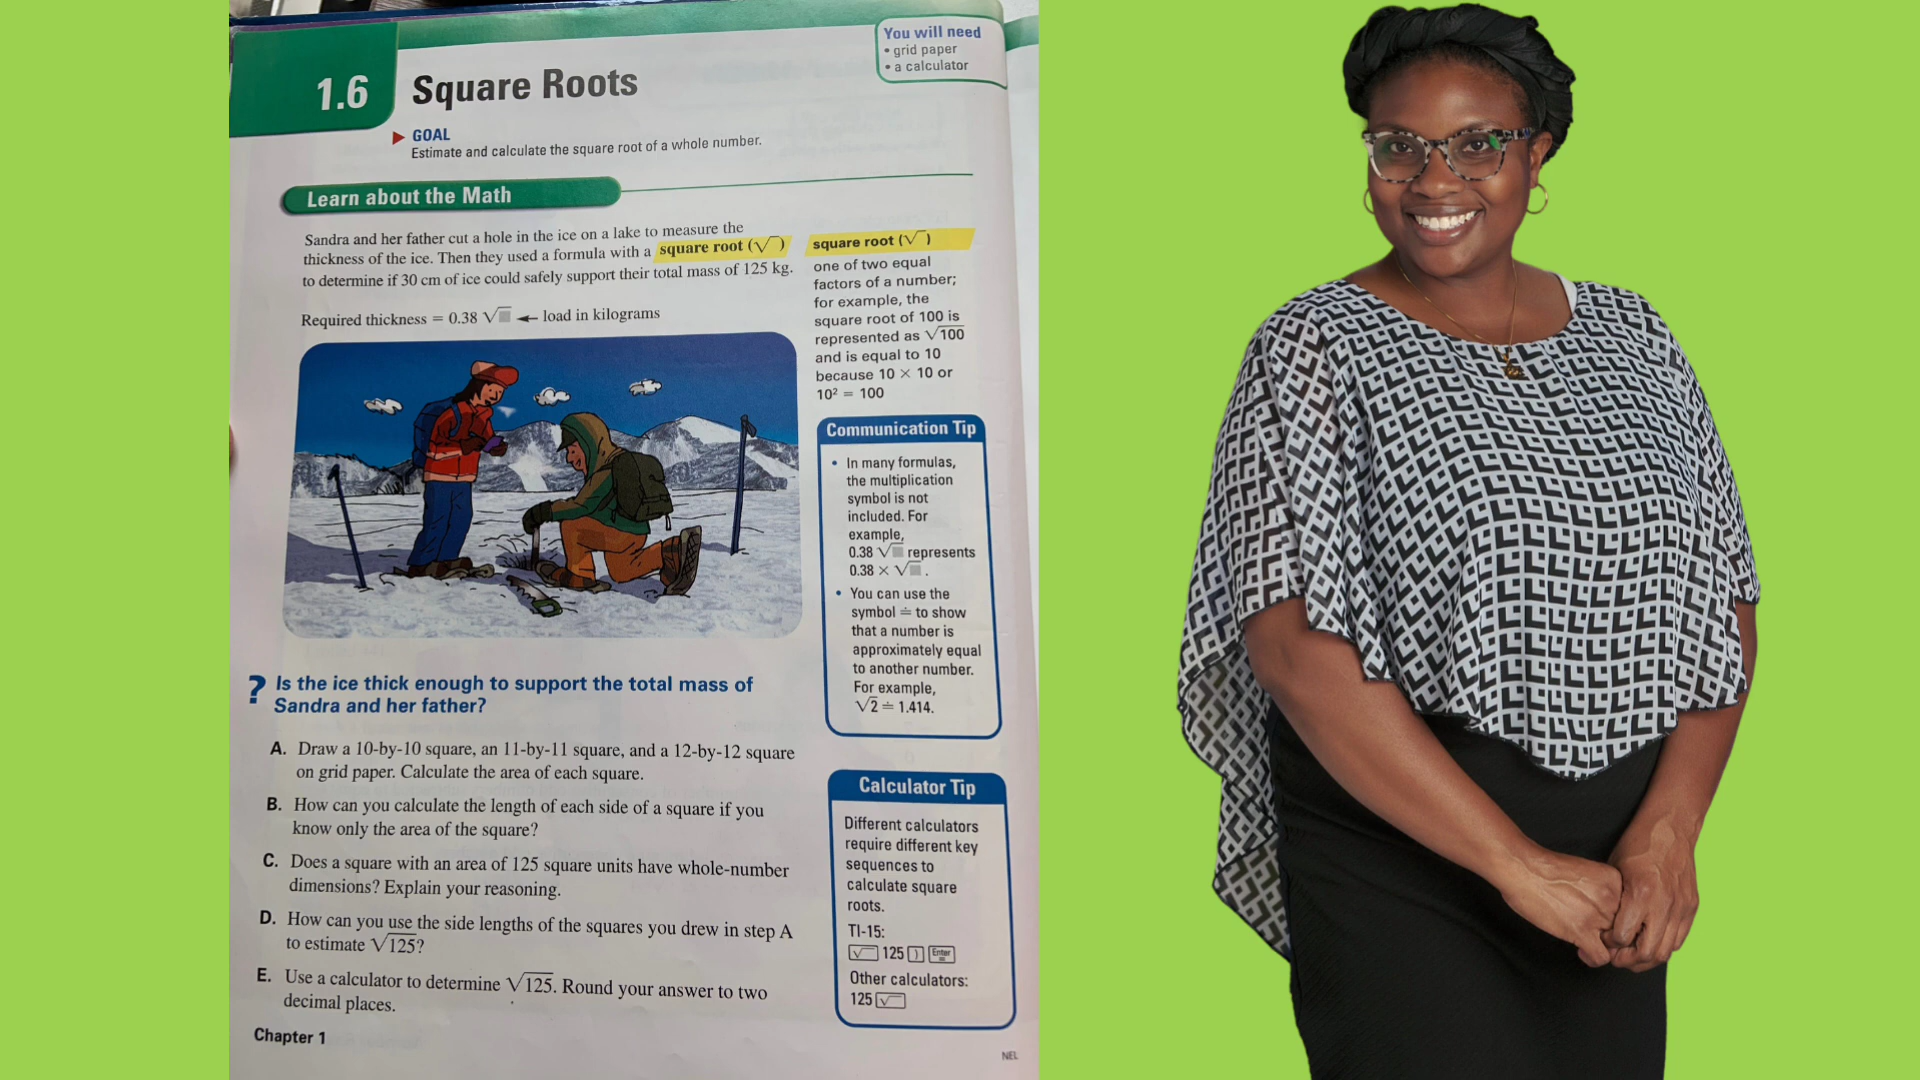 You will need
• grid paper
• a calculator
1.6 Square Roots
GOAL
Estimate and calculate the square root of a whole number.
Learn about the Math
Sandra and her father cut a hole in the ice on a lake to measure the
thickness of the ice. Then they used a formula with a square root (√ )
to determine if 30 cm of ice could safely support their total mass of 125 kg.
Required thickness = 0.38 √■ ← load in kilograms
square root (√ )
one of two equal
factors of a number;
for example, the
square root of 100 is
represented as √100
and is equal to 10
because 10 × 10 or
10² = 100
Communication Tip
• In many formulas,
the multiplication
symbol is not
included. For
example,
0.38 √■ represents
0.38 × √■.
• You can use the
symbol ≐ to show
that a number is
approximately equal
to another number.
For example,
√2 ≐ 1.414.
? Is the ice thick enough to support the total mass of
Sandra and her father?
A. Draw a 10-by-10 square, an 11-by-11 square, and a 12-by-12 square
on grid paper. Calculate the area of each square.
B. How can you calculate the length of each side of a square if you
know only the area of the square?
C. Does a square with an area of 125 square units have whole-number
dimensions? Explain your reasoning.
D. How can you use the side lengths of the squares you drew in step A
to estimate √125?
E. Use a calculator to determine √125. Round your answer to two
decimal places.
Calculator Tip
Different calculators
require different key
sequences to
calculate square
roots.
TI-15:
√ 125 ) Enter =
Other calculators:
125 √
Chapter 1
NEL